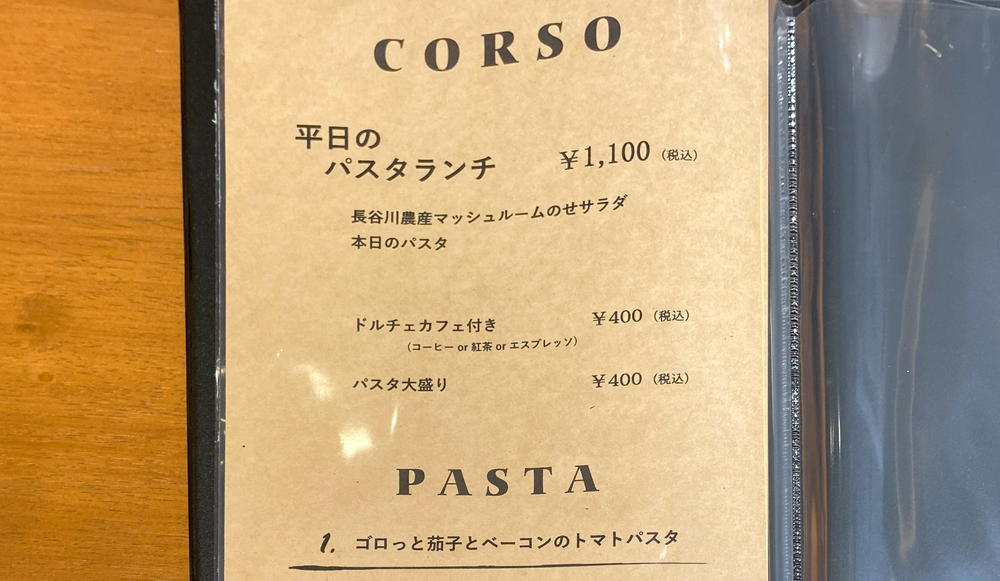 CORSO
平日の
パスタランチ ¥1,100（税込）
長谷川農産マッシュルームのせサラダ
本日のパスタ
ドルチェカフェ付き ¥400（税込）
（コーヒー or 紅茶 or エスプレッソ）
パスタ大盛り ¥400（税込）
PASTA
1. ゴロっと茄子とベーコンのトマトパスタ